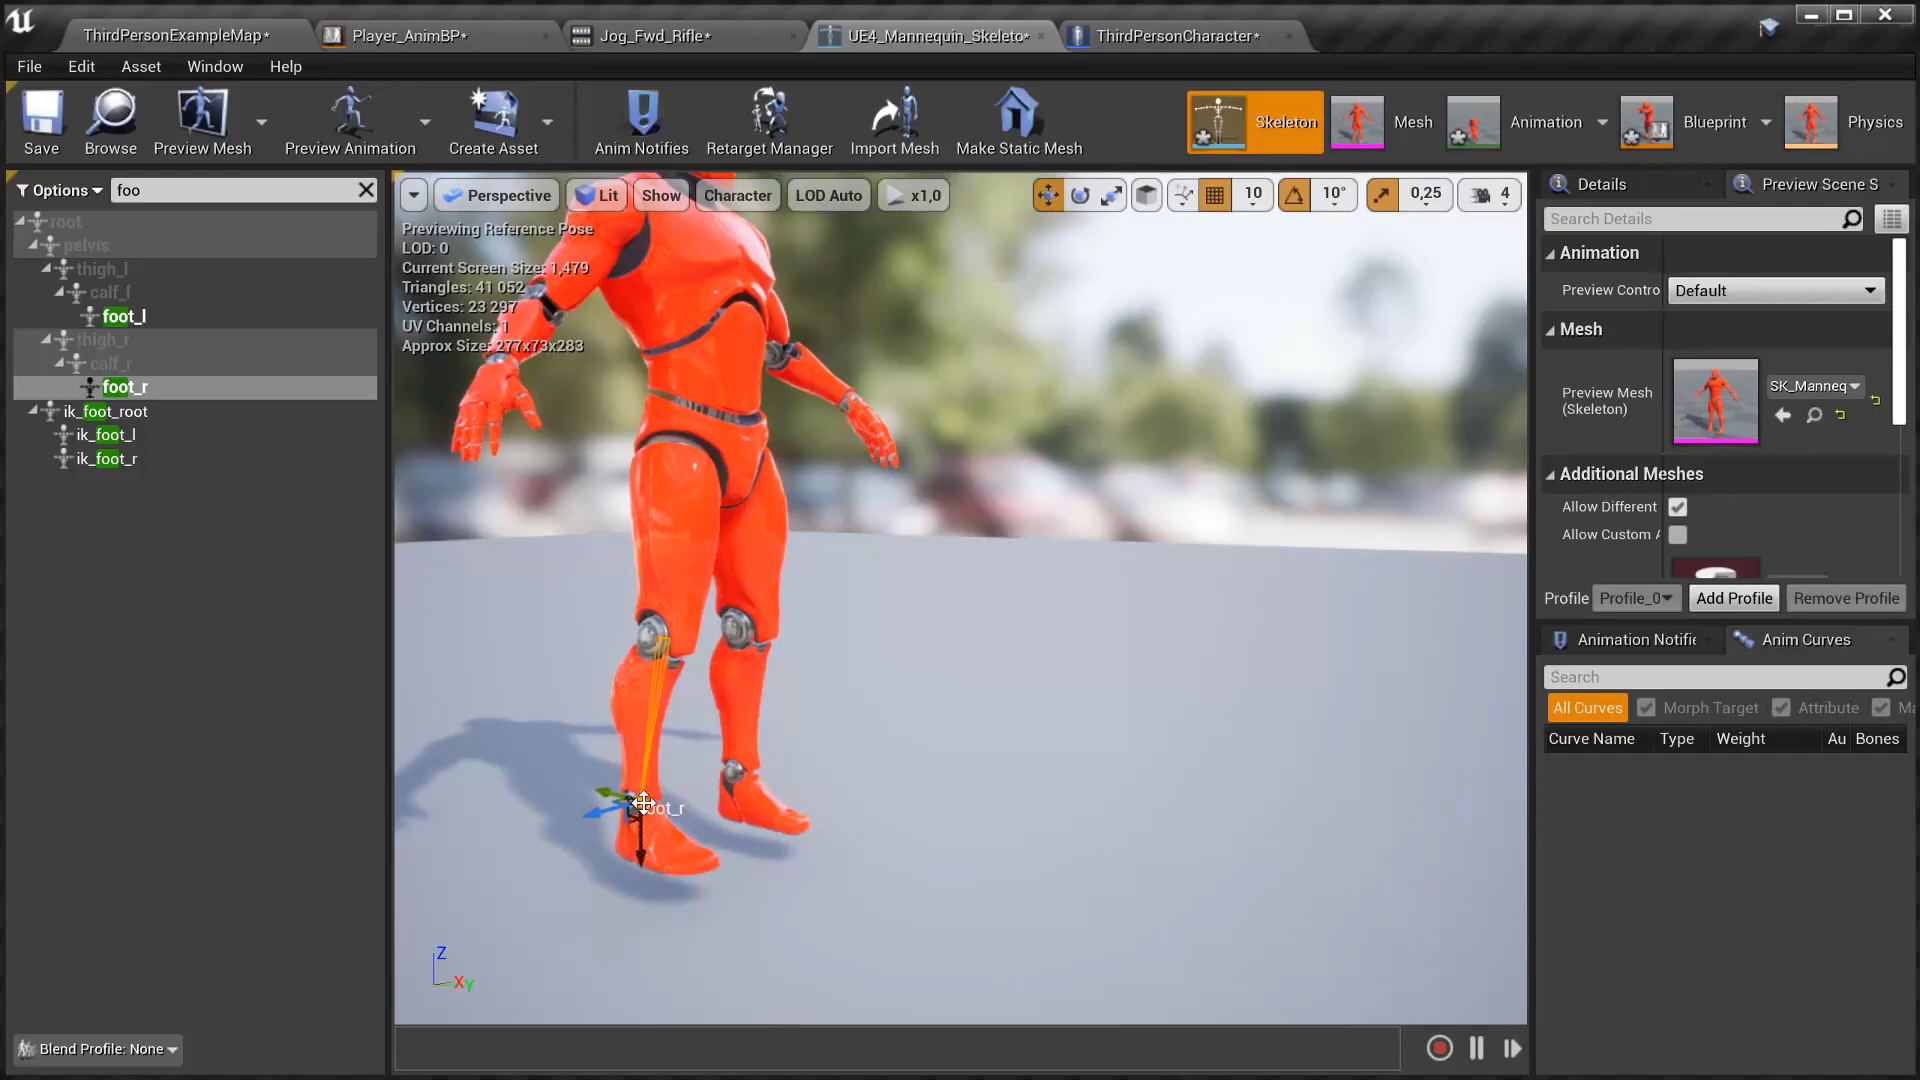 ThirdPersonExampleMap*
Player_AnimBP*
Jog_Fwd_Rifle*
UE4_Mannequin_Skeleto*
ThirdPersonCharacter*
File Edit Asset Window Help
Save
Browse
Preview Mesh
Preview Animation
Create Asset
Anim Notifies
Retarget Manager
Import Mesh
Make Static Mesh
Skeleton
Mesh
Animation
Blueprint
Physics
Options
foo
root
pelvis
thigh_l
calf_l
foot_l
thigh_r
calf_r
foot_r
ik_foot_root
ik_foot_l
ik_foot_r
Blend Profile: None
Perspective
Lit
Show
Character
LOD Auto
x1,0
10
10°
0,25
4
Previewing Reference Pose
LOD: 0
Current Screen Size: 1,479
Triangles: 41 052
Vertices: 23 297
UV Channels: 1
Approx Size: 277x73x283
oot_r
Z
X Y
Details
Preview Scene S
Search Details
Animation
Preview Contro
Default
Mesh
Preview Mesh
(Skeleton)
SK_Manneq
Additional Meshes
Allow Different
Allow Custom A
Profile
Profile_0
Add Profile
Remove Profile
Animation Notifie
Anim Curves
Search
All Curves
Morph Target
Attribute
Ma
Curve Name Type Weight Au Bones